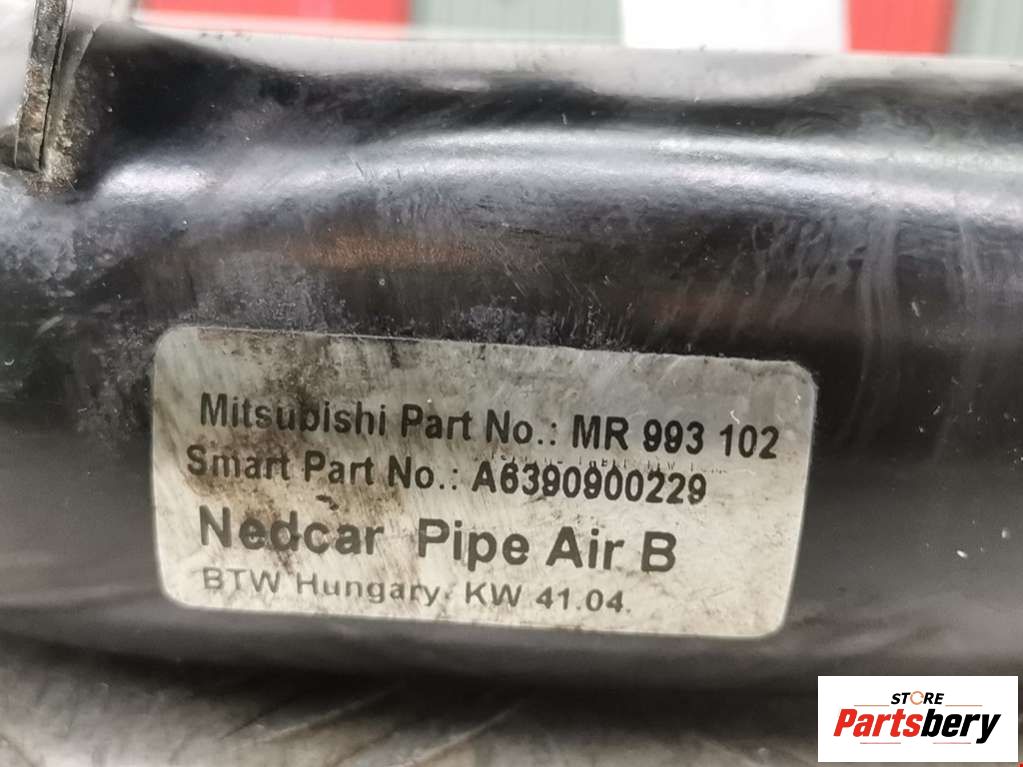 Mitsubishi Part No.: MR 993 102
Smart Part No.: A6390900229
Nedcar Pipe Air B
BTW Hungary. KW 41.04.
STORE
Partsbery